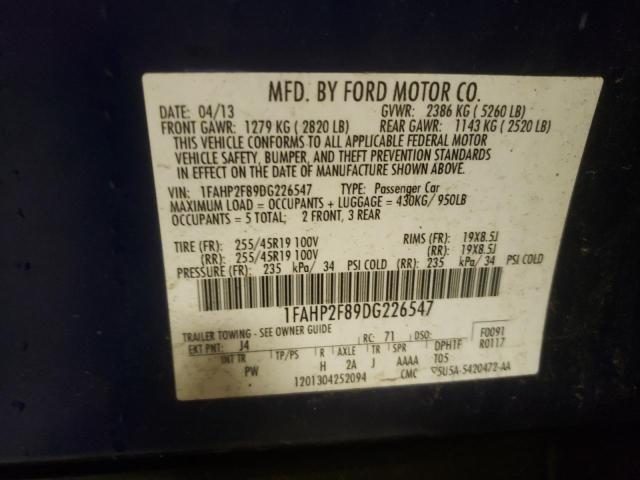 MFD. BY FORD MOTOR CO.
DATE: 04/13 GVWR: 2386 KG ( 5260 LB)
FRONT GAWR: 1279 KG ( 2820 LB) REAR GAWR: 1143 KG ( 2520 LB)
THIS VEHICLE CONFORMS TO ALL APPLICABLE FEDERAL MOTOR
VEHICLE SAFETY, BUMPER, AND THEFT PREVENTION STANDARDS
IN EFFECT ON THE DATE OF MANUFACTURE SHOWN ABOVE.
VIN: 1FAHP2F89DG226547 TYPE: Passenger Car
MAXIMUM LOAD = OCCUPANTS + LUGGAGE = 430KG/ 950LB
OCCUPANTS = 5 TOTAL; 2 FRONT, 3 REAR
TIRE (FR): 255/45R19 100V RIMS (FR): 19X8.5J
(RR): 255/45R19 100V (RR): 19X8.5J
PRESSURE (FR): 235 kPa/ 34 PSI COLD (RR): 235 kPa/ 34 PSI COLD
1FAHP2F89DG226547
TRAILER TOWING - SEE OWNER GUIDE
EXT PNT: J4 RC: 71 DSO: F0091
R0117
INT TR TP/PS R AXLE TR SPR DPHTF
PW H 2A J AAAA T05
1201304252094 CMC 5U5A-5420472-AA